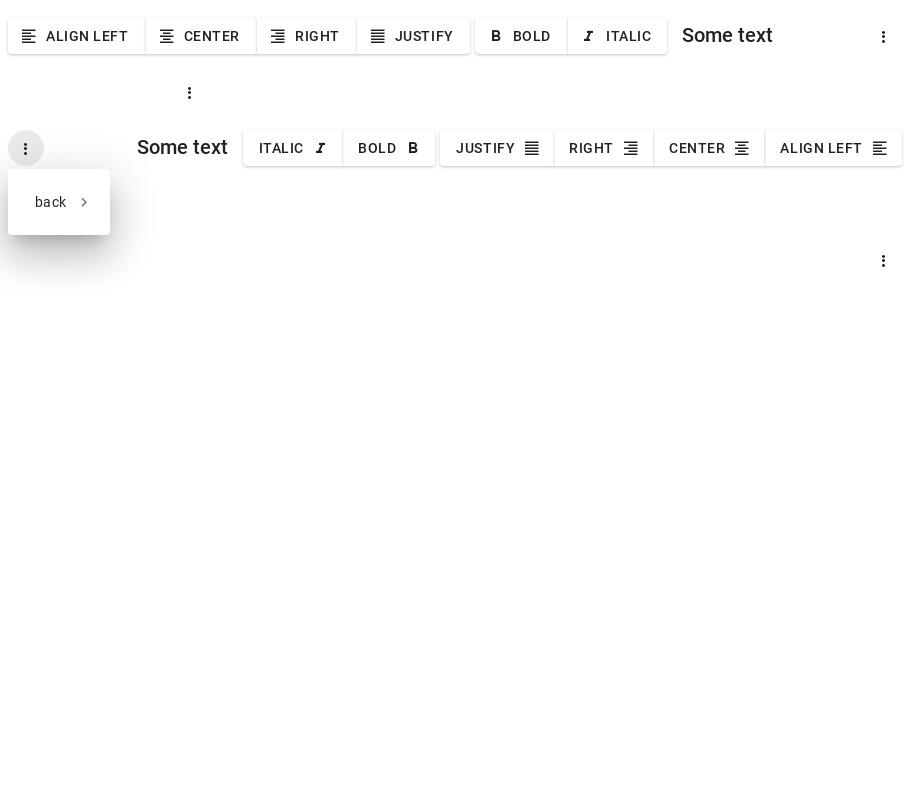 ALIGN LEFT CENTER RIGHT JUSTIFY B BOLD I ITALIC Some text
Some text ITALIC I BOLD B JUSTIFY RIGHT CENTER ALIGN LEFT
back